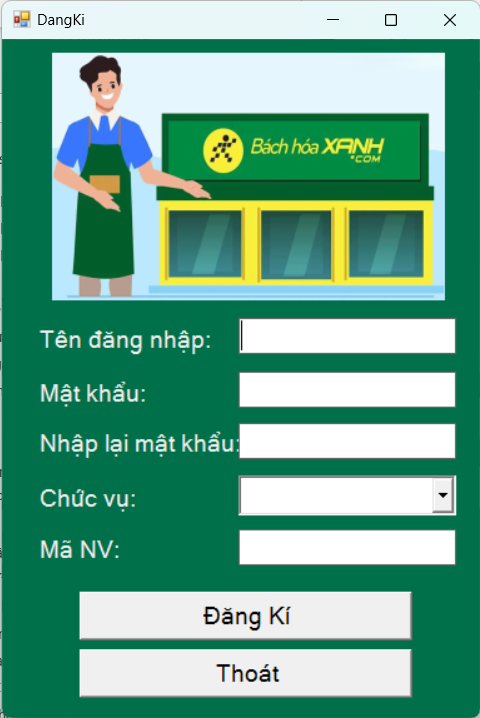 DangKi
Bách hóa XANH
.COM
Tên đăng nhập:
Mật khẩu:
Nhập lại mật khẩu:
Chức vụ:
Mã NV:
Đăng Kí
Thoát